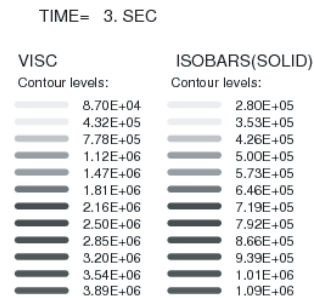 TIME= 3. SEC
VISC ISOBARS(SOLID)
Contour levels: Contour levels:
8.70E+04 2.80E+05
4.32E+05 3.53E+05
7.78E+05 4.26E+05
1.12E+06 5.00E+05
1.47E+06 5.73E+05
1.81E+06 6.46E+05
2.16E+06 7.19E+05
2.50E+06 7.92E+05
2.85E+06 8.66E+05
3.20E+06 9.39E+05
3.54E+06 1.01E+06
3.89E+06 1.09E+06